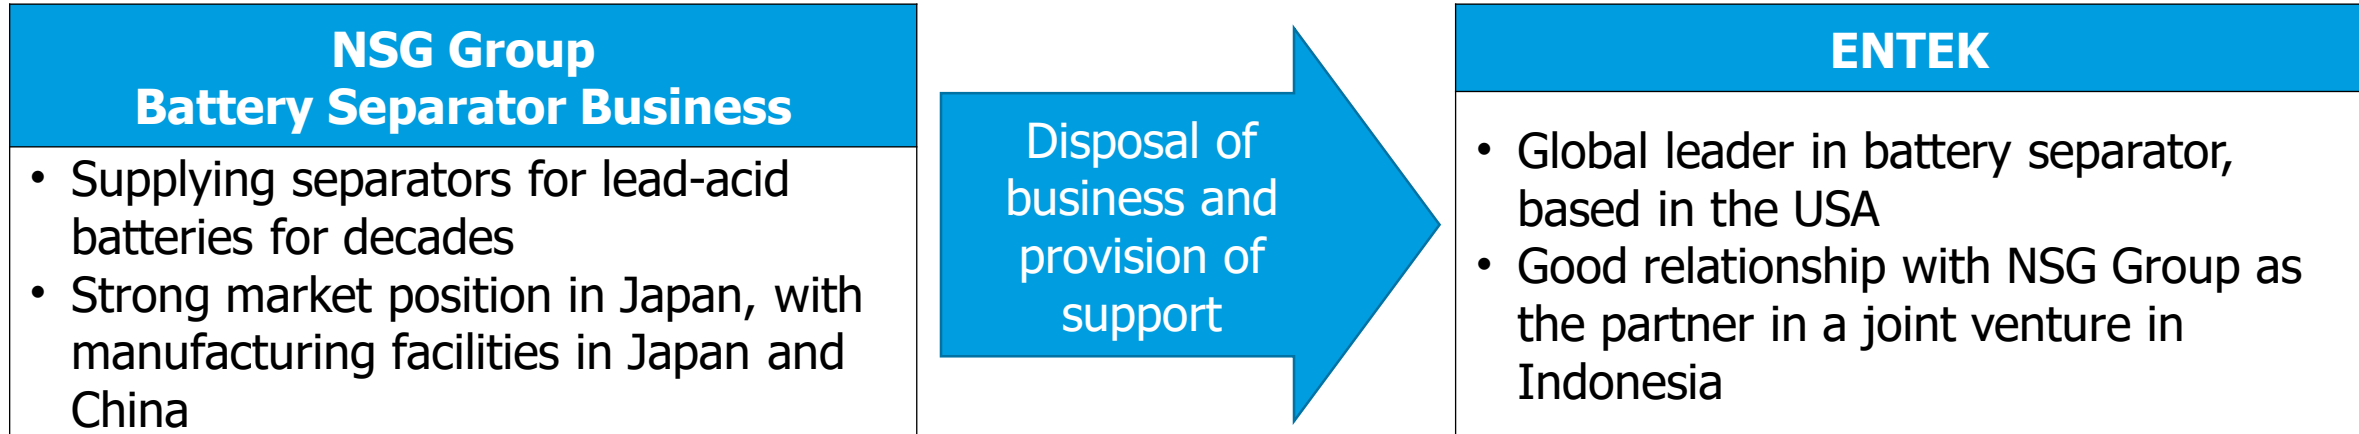 NSG Group
Battery Separator Business
• Supplying separators for lead-acid
batteries for decades
• Strong market position in Japan, with
manufacturing facilities in Japan and
China
Disposal of
business and
provision of
support
ENTEK
• Global leader in battery separator,
based in the USA
• Good relationship with NSG Group as
the partner in a joint venture in
Indonesia